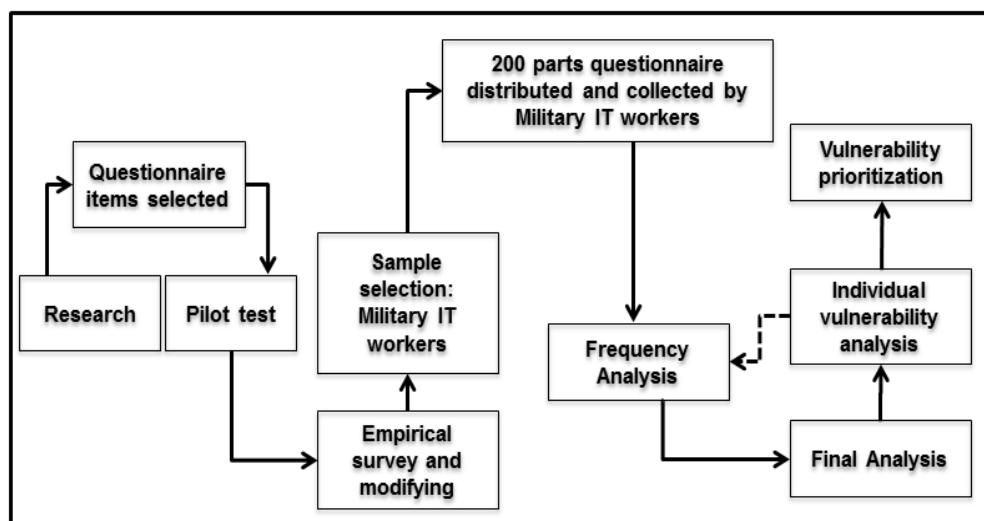 Research
Questionnaire
items selected
Pilot test
Empirical
survey and
modifying
Sample
selection:
Military IT
workers
200 parts questionnaire
distributed and collected by
Military IT workers
Frequency
Analysis
Final Analysis
Individual
vulnerability
analysis
Vulnerability
prioritization